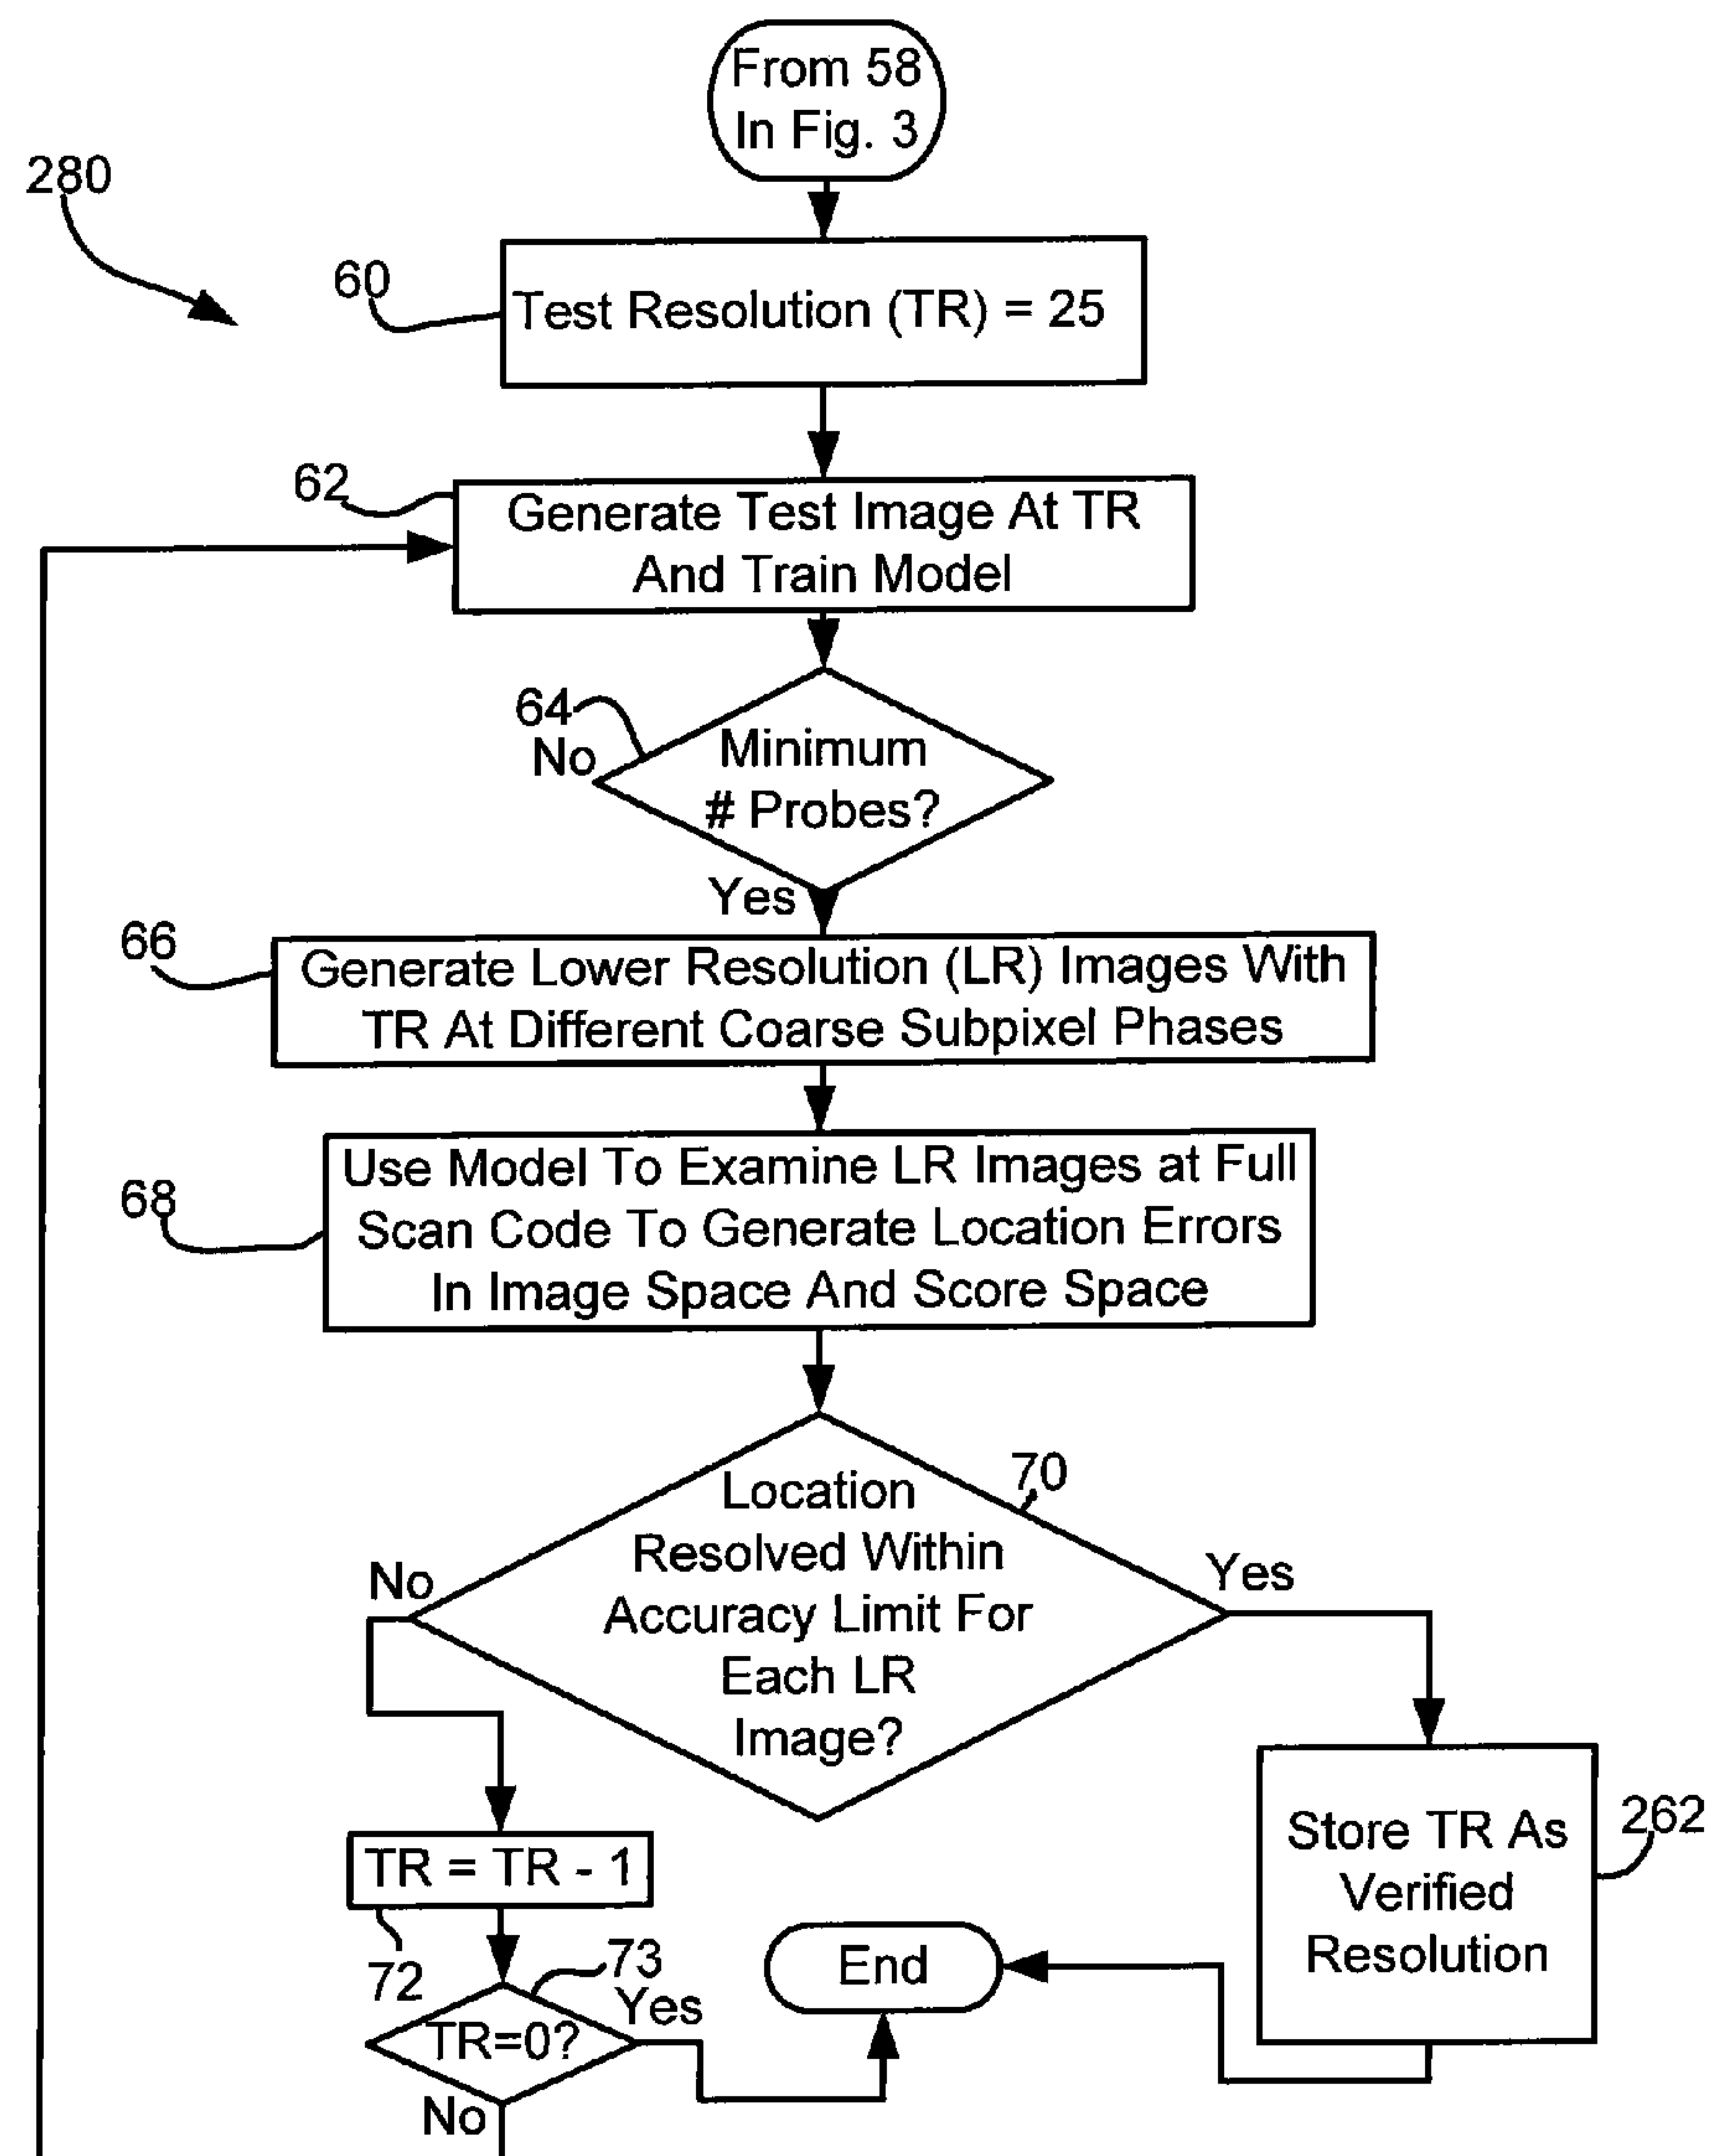 From 58
In Fig. 3
280
60
Test Resolution (TR) = 25
62
Generate Test Image At TR
And Train Model
64
No
Minimum
# Probes?
Yes
66
Generate Lower Resolution (LR) Images With
TR At Different Coarse Subpixel Phases
68
Use Model To Examine LR Images at Full
Scan Code To Generate Location Errors
In Image Space And Score Space
70
Location
Resolved Within
Accuracy Limit For
Each LR
Image?
No
Yes
TR = TR - 1
72
Store TR As
Verified
Resolution
262
73
TR=0?
Yes
No
End